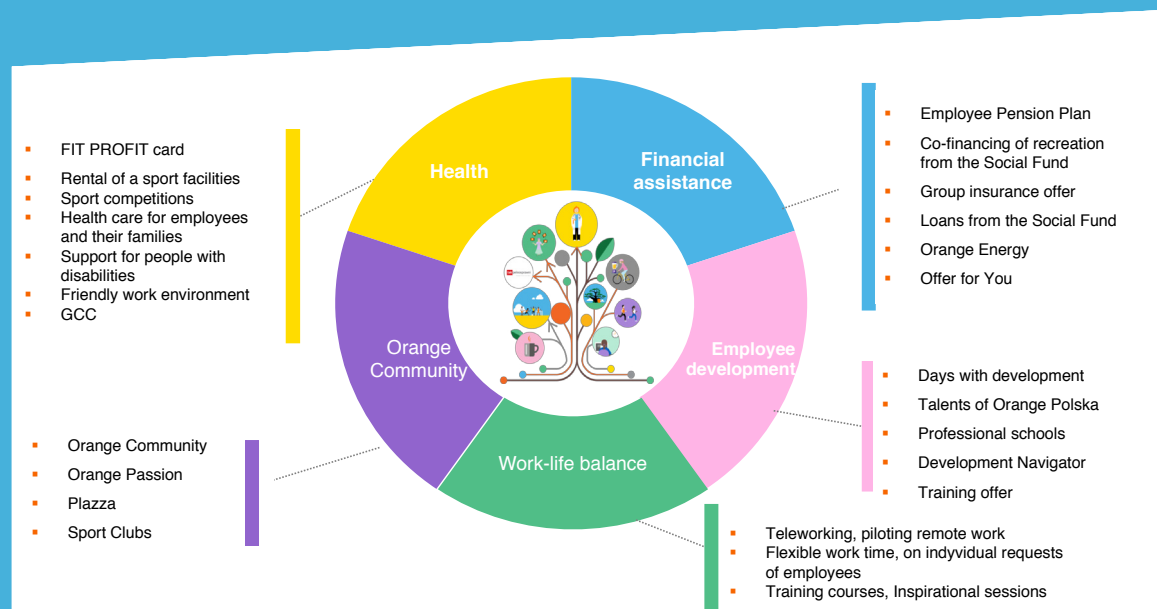 Health
Financial
assistance
Employee
development
Work-life balance
Orange
Community
FIT PROFIT card
Rental of a sport facilities
Sport competitions
Health care for employees
and their families
Support for people with
disabilities
Friendly work environment
GCC
Employee Pension Plan
Co-financing of recreation
from the Social Fund
Group insurance offer
Loans from the Social Fund
Orange Energy
Offer for You
Orange Community
Orange Passion
Plazza
Sport Clubs
Days with development
Talents of Orange Polska
Professional schools
Development Navigator
Training offer
Teleworking, piloting remote work
Flexible work time, on indyvidual requests
of employees
Training courses, Inspirational sessions